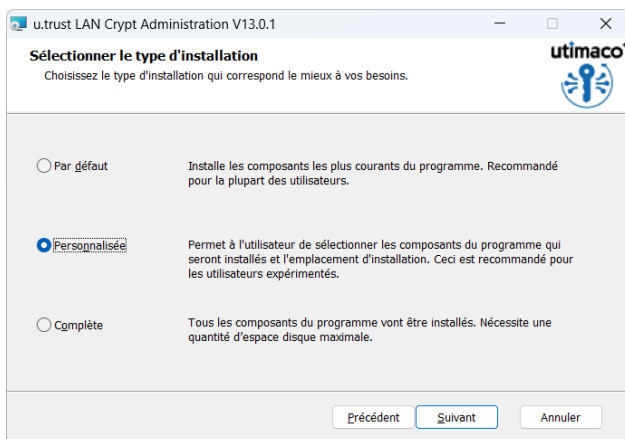 u.trust LAN Crypt Administration V13.0.1
Sélectionner le type d'installation
Choisissez le type d'installation qui correspond le mieux à vos besoins.
utimaco
Par défaut
Installe les composants les plus courants du programme. Recommandé
pour la plupart des utilisateurs.
Personnalisée
Permet à l'utilisateur de sélectionner les composants du programme qui
seront installés et l'emplacement d'installation. Ceci est recommandé pour
les utilisateurs expérimentés.
Complète
Tous les composants du programme vont être installés. Nécessite une
quantité d'espace disque maximale.
Précédent
Suivant
Annuler